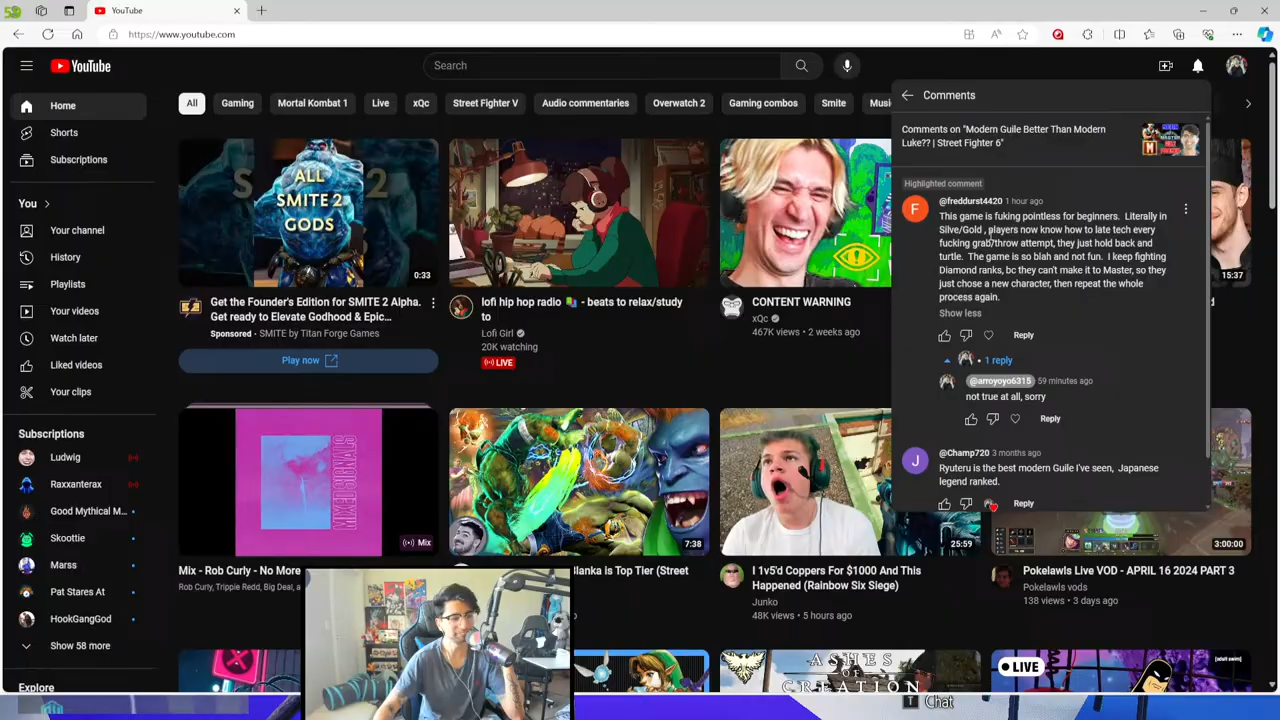 YouTube
https://www.youtube.com
YouTube
Search
Home
Shorts
Subscriptions
You
Your channel
History
Playlists
Your videos
Watch later
Liked videos
Your clips
Subscriptions
Ludwig
Raxxanterax
Good Mythical M...
Skoottie
Marss
Pat Stares At
HookGangGod
Show 58 more
Explore
All
Gaming
Mortal Kombat 1
Live
xQc
Street Fighter V
Audio commentaries
Overwatch 2
Gaming combos
Smite
ALL
SMITE 2
GODS
0:33
Get the Founder's Edition for SMITE 2 Alpha.
Get ready to Elevate Godhood & Epic...
Sponsored · SMITE by Titan Forge Games
Play now
lofi hip hop radio 📚 - beats to relax/study
to
Lofi Girl
20K watching
LIVE
CONTENT WARNING
xQc
467K views • 2 weeks ago
15:37
Comments
Comments on "Modern Guile Better Than Modern
Luke?? | Street Fighter 6"
Highlighted comment
F
@freddurst4420 1 hour ago
This game is fuking pointless for beginners. Literally in
Silve/Gold , players now know how to late tech every
fucking grab/throw attempt, they just hold back and
turtle. The game is so blah and not fun. I keep fighting
Diamond ranks, bc they can't make it to Master, so they
just chose a new character, then repeat the whole
process again.
Show less
Reply
• 1 reply
@arroyoyo6315 59 minutes ago
not true at all, sorry
Reply
J
@Champ720 3 months ago
Ryuteru is the best modern Guile I've seen, Japanese
legend ranked.
Reply
MIXED SIGNALS
Mix
Mix - Rob Curly - No More
Rob Curly, Trippie Redd, Big Deal, a
7:38
lanka is Top Tier (Street
25:59
I 1v5'd Coppers For $1000 And This
Happened (Rainbow Six Siege)
Junko
48K views • 5 hours ago
3:00:00
Pokelawls Live VOD - APRIL 16 2024 PART 3
Pokelawls vods
138 views • 3 days ago
ASHES
OF
CREATION
LIVE
[adult swim]
T Chat